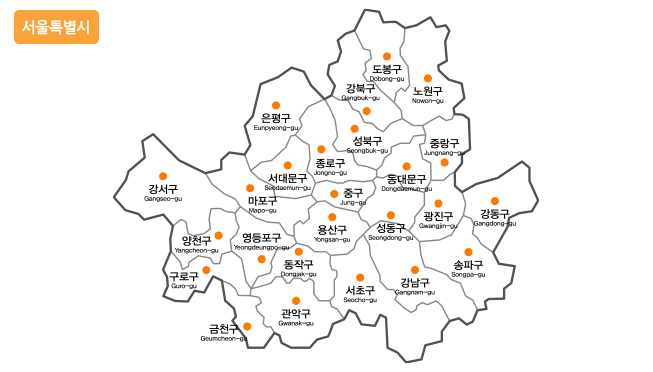 서울특별시
도봉구
Dobong-gu
노원구
Nowon-gu
강북구
Gangbuk-gu
은평구
Eunpyeong-gu
성북구
Seongbuk-gu
중랑구
Jungnang-gu
종로구
Jongno-gu
서대문구
Seodaemun-gu
동대문구
Dongdaemun-gu
강서구
Gangseo-gu
마포구
Mapo-gu
중구
Jung-gu
광진구
Gwangjin-gu
강동구
Gangdong-gu
용산구
Yongsan-gu
성동구
Seongdong-gu
양천구
Yangcheon-gu
영등포구
Yeongdeungpo-gu
동작구
Dongjak-gu
송파구
Songpa-gu
구로구
Guro-gu
서초구
Seocho-gu
강남구
Gangnam-gu
관악구
Gwanak-gu
금천구
Geumcheon-gu